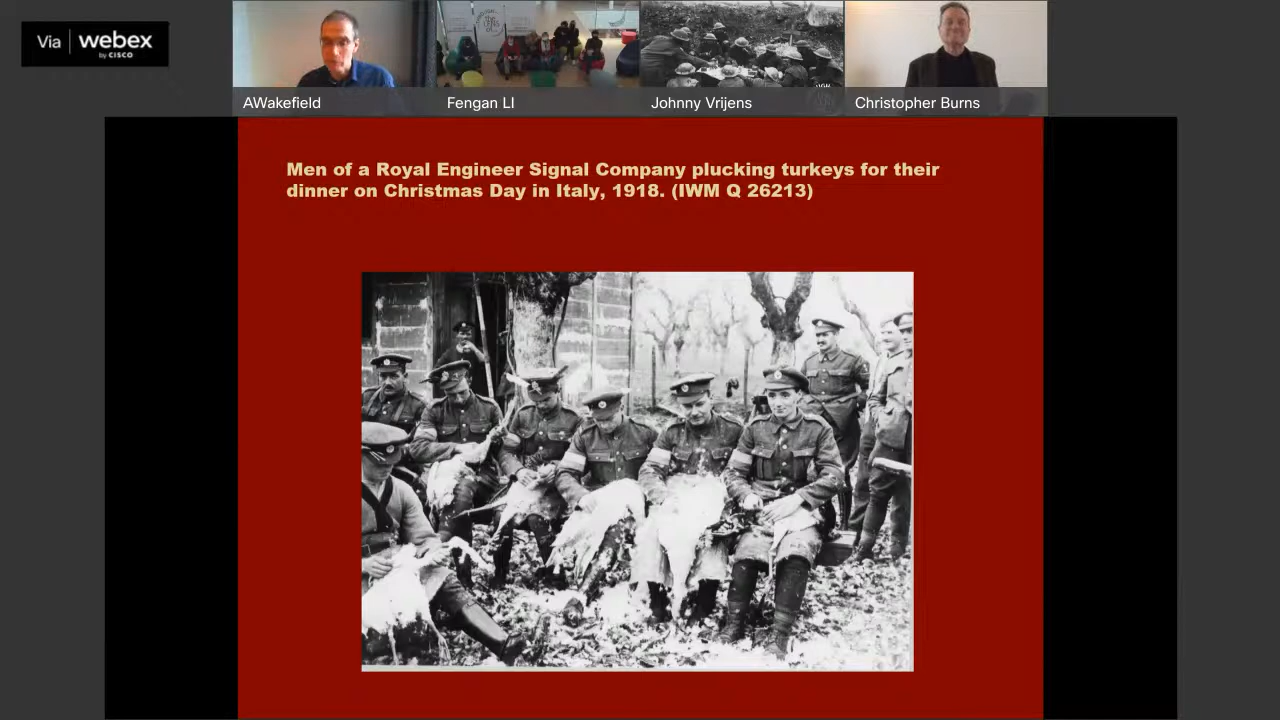 Via webex
by CISCO
AWakefield
Fengan LI
Johnny Vrijens
Christopher Burns
Men of a Royal Engineer Signal Company plucking turkeys for their
dinner on Christmas Day in Italy, 1918. (IWM Q 26213)